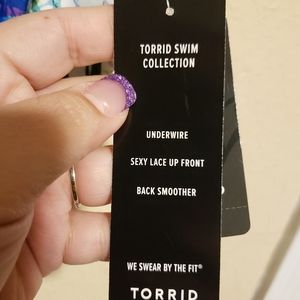 TORRID SWIM
COLLECTION
UNDERWIRE
SEXY LACE UP FRONT
BACK SMOOTHER
WE SWEAR BY THE FIT®
TORRID